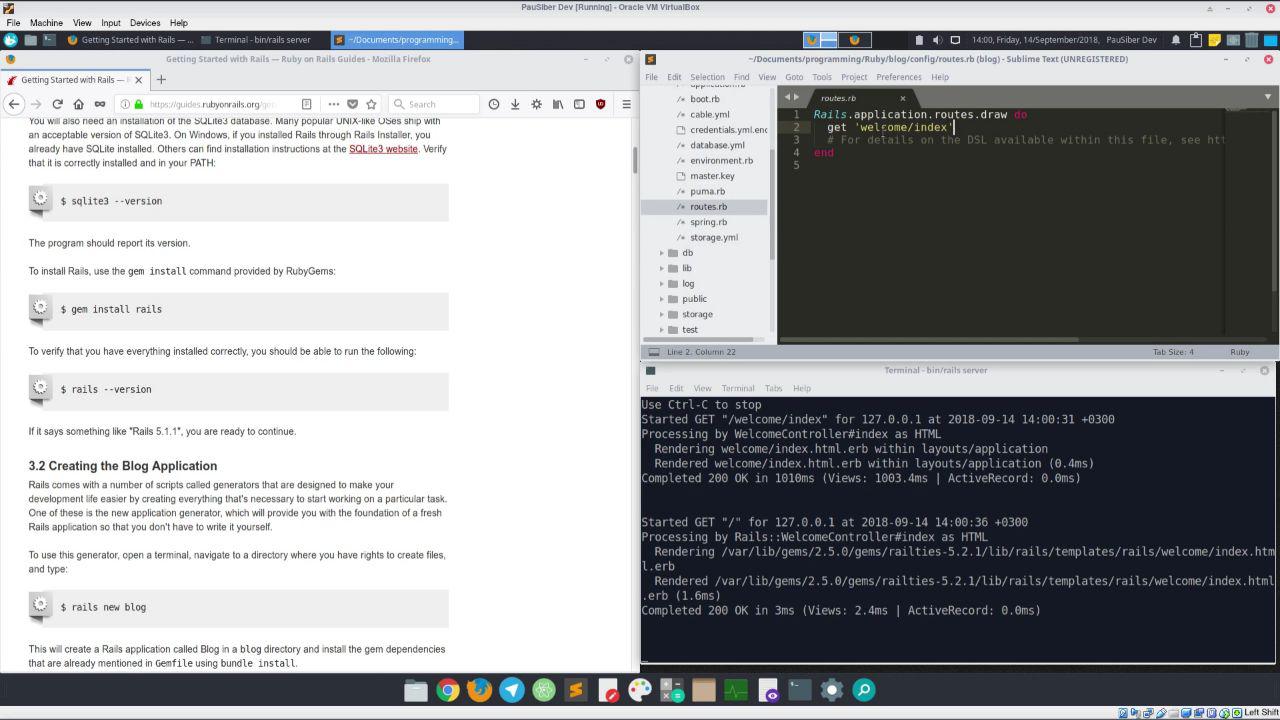 PauSiber Dev [Running] - Oracle VM VirtualBox
File Machine View Input Devices Help
Getting Started with Rails — ...
Terminal - bin/rails server
~/Documents/programming...
14:00, Friday, 14/September/2018, PauSiber Dev
Getting Started with Rails — Ruby on Rails Guides - Mozilla Firefox
Getting Started with Rails —
https://guides.rubyonrails.org/
Search
You will also need an installation of the SQLite3 database. Many popular UNIX-like OSes ship with
an acceptable version of SQLite3. On Windows, if you installed Rails through Rails Installer, you
already have SQLite installed. Others can find installation instructions at the SQLite3 website. Verify
that it is correctly installed and in your PATH:
$ sqlite3 --version
The program should report its version.
To install Rails, use the gem install command provided by RubyGems:
$ gem install rails
To verify that you have everything installed correctly, you should be able to run the following:
$ rails --version
If it says something like "Rails 5.1.1", you are ready to continue.
3.2 Creating the Blog Application
Rails comes with a number of scripts called generators that are designed to make your
development life easier by creating everything that's necessary to start working on a particular task.
One of these is the new application generator, which will provide you with the foundation of a fresh
Rails application so that you don't have to write it yourself.
To use this generator, open a terminal, navigate to a directory where you have rights to create files,
and type:
$ rails new blog
This will create a Rails application called Blog in a blog directory and install the gem dependencies
that are already mentioned in Gemfile using bundle install.
~/Documents/programming/Ruby/blog/config/routes.rb (blog) - Sublime Text (UNREGISTERED)
File Edit Selection Find View Goto Tools Project Preferences Help
application.rb
boot.rb
cable.yml
credentials.yml.enc
database.yml
environment.rb
master.key
puma.rb
routes.rb
spring.rb
storage.yml
db
lib
log
public
storage
test
routes.rb
1 Rails.application.routes.draw do
2 get 'welcome/index'
3 # For details on the DSL available within this file, see htt
4 end
5
Line 2, Column 22
Tab Size: 4 Ruby
Terminal - bin/rails server
File Edit View Terminal Tabs Help
Use Ctrl-C to stop
Started GET "/welcome/index" for 127.0.0.1 at 2018-09-14 14:00:31 +0300
Processing by WelcomeController#index as HTML
Rendering welcome/index.html.erb within layouts/application
Rendered welcome/index.html.erb within layouts/application (0.4ms)
Completed 200 OK in 1010ms (Views: 1003.4ms | ActiveRecord: 0.0ms)
Started GET "/" for 127.0.0.1 at 2018-09-14 14:00:36 +0300
Processing by Rails::WelcomeController#index as HTML
Rendering /var/lib/gems/2.5.0/gems/railties-5.2.1/lib/rails/templates/rails/welcome/index.htm
l.erb
Rendered /var/lib/gems/2.5.0/gems/railties-5.2.1/lib/rails/templates/rails/welcome/index.html
.erb (1.6ms)
Completed 200 OK in 3ms (Views: 2.4ms | ActiveRecord: 0.0ms)
Left Shift